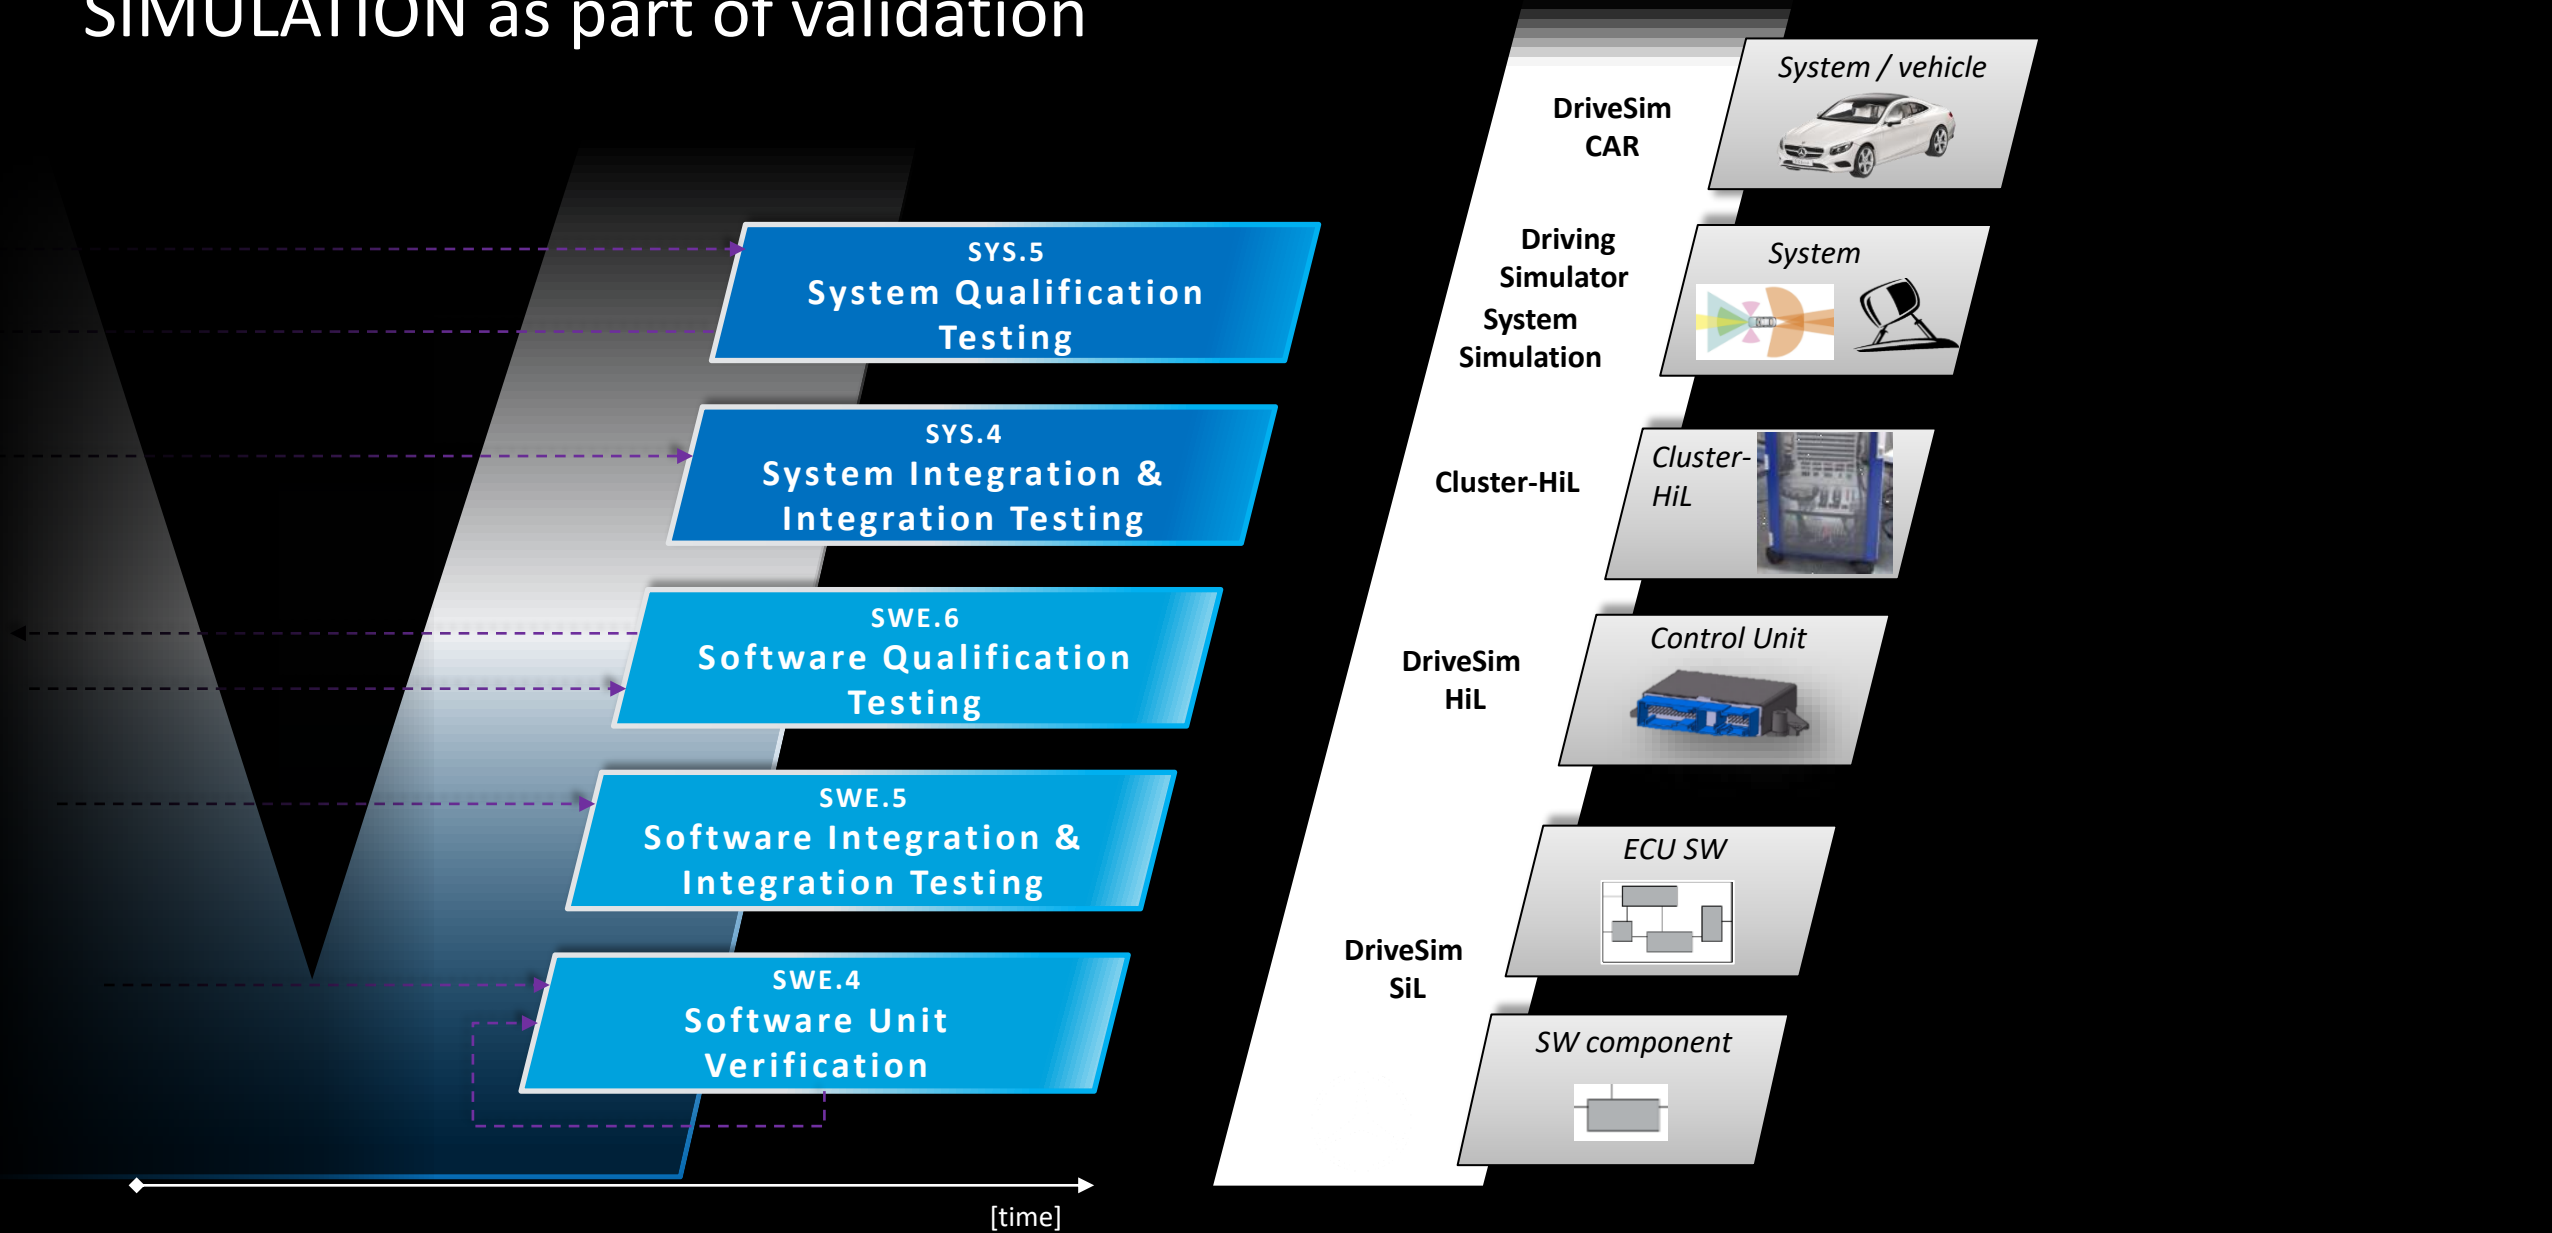 SIMULATION as part of validation
SYS.5
System Qualification
Testing
SYS.4
System Integration &
Integration Testing
SWE.6
Software Qualification
Testing
SWE.5
Software Integration &
Integration Testing
SWE.4
Software Unit
Verification
[time]
DriveSim
CAR
Driving
Simulator
System
Simulation
Cluster-HiL
DriveSim
HiL
DriveSim
SiL
System / vehicle
System
Cluster-
HiL
Control Unit
ECU SW
SW component